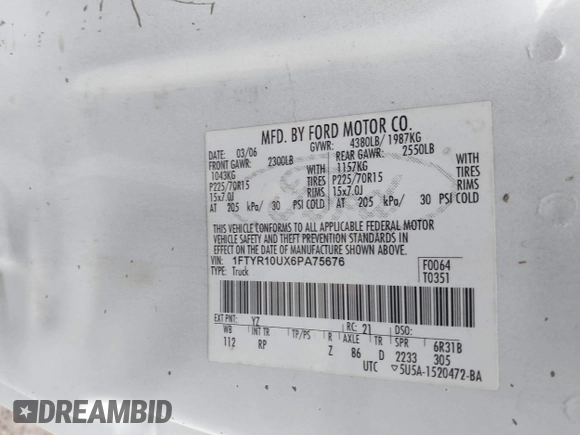 MFD. BY FORD MOTOR CO.
DATE: 03/06 GVWR: 4380LB/ 1987KG
FRONT GAWR: 2300LB REAR GAWR: 2550LB
1043KG WITH 1157KG WITH
P225/70R15 TIRES P225/70R15 TIRES
15x7.0J RIMS 15x7.0J RIMS
AT 205 kPa/ 30 PSI COLD AT 205 kPa/ 30 PSI COLD
THIS VEHICLE CONFORMS TO ALL APPLICABLE FEDERAL MOTOR
VEHICLE SAFETY AND THEFT PREVENTION STANDARDS IN
EFFECT ON THE DATE OF MANUFACTURE SHOWN ABOVE.
VIN: 1FTYR10UX6PA75676 F0064
TYPE: Truck T0351
EXT PNT: YZ RC: 21 DSO:
WB INT TR TP/PS R AXLE TR SPR 6R31B
112 RP Z 86 D 2233 305
UTC ▽5U5A-1520472-BA
DREAMBID